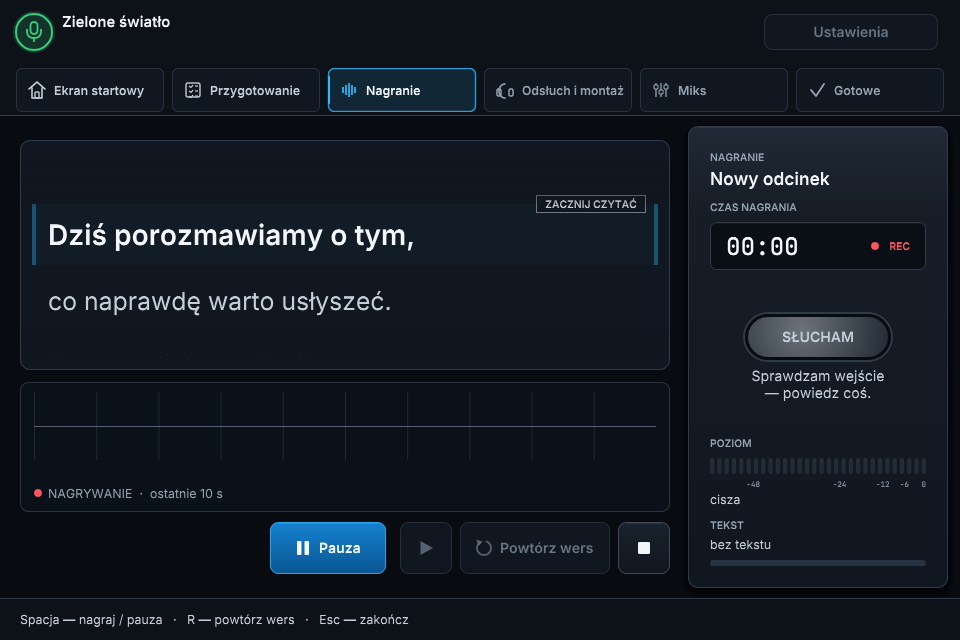 Zielone światło
Ustawienia
Ekran startowy
Przygotowanie
Nagranie
Odsłuch i montaż
Miks
Gotowe
ZACZNIJ CZYTAĆ
Dziś porozmawiamy o tym,
co naprawdę warto usłyszeć.
NAGRYWANIE · ostatnie 10 s
Pauza
Powtórz wers
NAGRANIE
Nowy odcinek
CZAS NAGRANIA
00:00
REC
SŁUCHAM
Sprawdzam wejście
— powiedz coś.
POZIOM
-48 -24 -12 -6 0
cisza
TEKST
bez tekstu
Spacja — nagraj / pauza · R — powtórz wers · Esc — zakończ